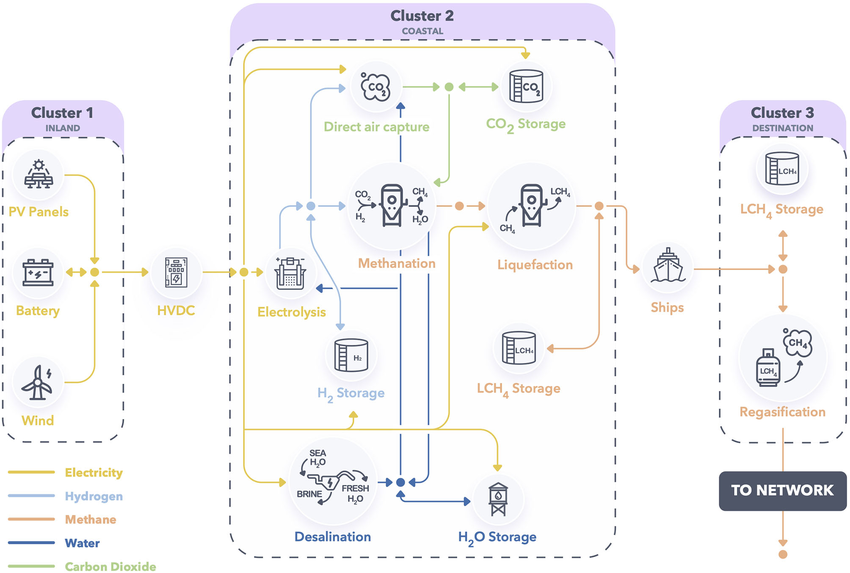 Cluster 1
INLAND
PV Panels
Battery
Wind
HVDC
Cluster 2
COASTAL
CO2
Direct air capture
CO2
CO2 Storage
CO2
H2
CH4
H2O
Methanation
CH4
LCH4
Liquefaction
Electrolysis
H2
H2 Storage
LCH4
LCH4 Storage
SEA
H2O
BRINE
FRESH
H2O
Desalination
H2O Storage
Ships
Cluster 3
DESTINATION
LCH4
LCH4 Storage
CH4
LCH4
Regasification
TO NETWORK
Electricity
Hydrogen
Methane
Water
Carbon Dioxide